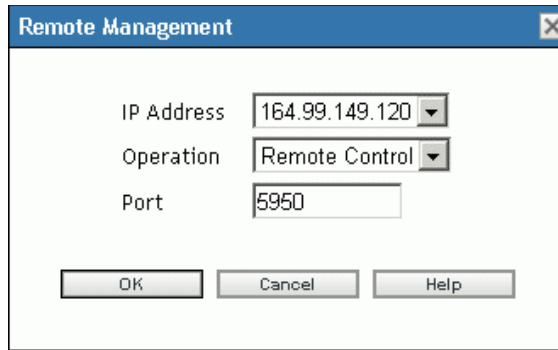 Remote Management
IP Address 164.99.149.120
Operation Remote Control
Port 5950
OK Cancel Help